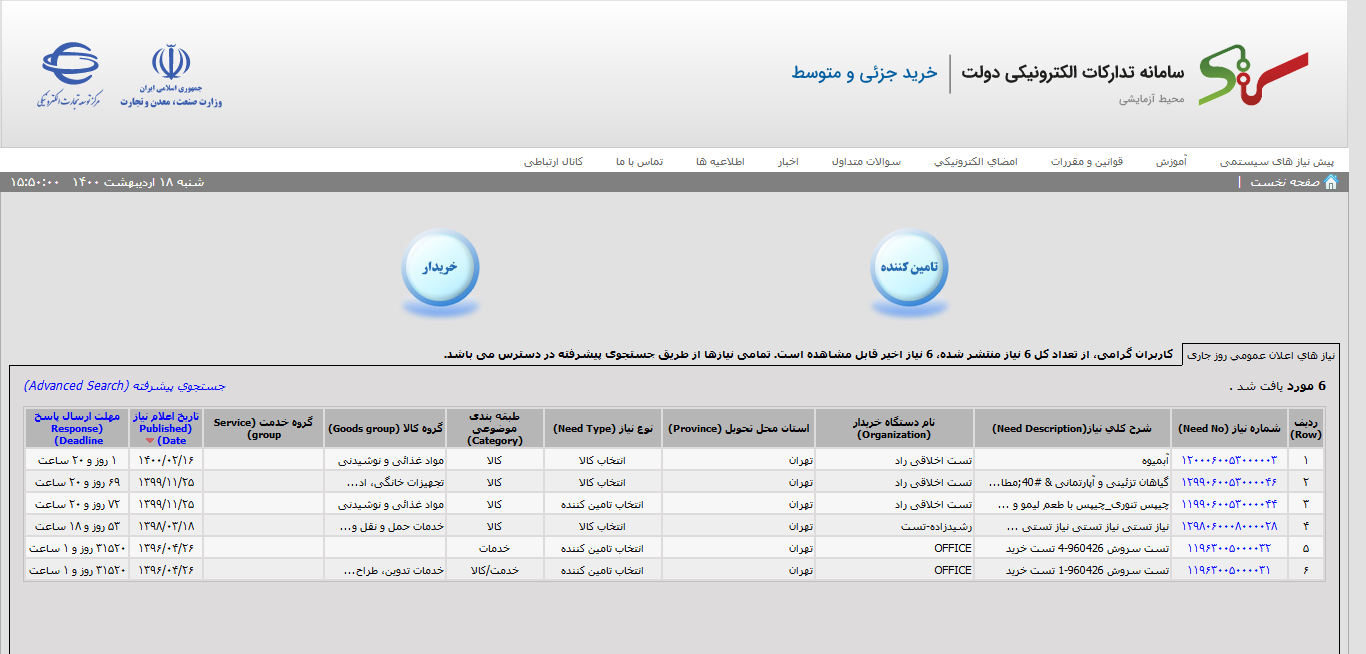 سامانه تدارکات الکترونیکی دولت
خرید جزئی و متوسط
محیط آزمایشی
جمهوری اسلامی ایران
وزارت صنعت، معدن و تجارت
مرکز توسعه تجارت الکترونیکی
پیش نیاز های سیستمی آموزش قوانین و مقررات امضاي الکترونیکي سوالات متداول اخبار اطلاعیه ها تماس با ما کانال ارتباطی
صفحه نخست |
شنبه ۱۸ اردیبهشت ۱۴۰۰ ۱۵:۵۰:۰۰
تامین کننده
خریدار
نیاز هاي اعلان عمومي روز جاری
کاربران گرامی، از تعداد کل 6 نیاز منتشر شده، 6 نیاز اخیر قابل مشاهده است. تمامی نیازها از طریق جستجوی پیشرفته در دسترس می باشد.
6 مورد یافت شد .
جستجوي پیشرفته (Advanced Search)
ردیف (Row) شماره نیاز (Need No) شرح کلي نیاز(Need Description) نام دستگاه خریدار (Organization) استان محل تحویل (Province) نوع نیاز (Need Type) طبقه بندی موضوعی (Category) گروه کالا (Goods group) گروه خدمت (Service group) تاریخ اعلام نیاز (Published Date) مهلت ارسال پاسخ (Response Deadline)
۱ ۱۲۰۰۰۶۰۰۵۳۰۰۰۰۰۳ آبمیوه تست اخلاقی راد تهران انتخاب کالا کالا مواد غذائی و نوشیدنی ۱۴۰۰/۰۲/۱۶ ۱ روز و ۲۰ ساعت
۲ ۱۲۹۹۰۶۰۰۵۳۰۰۰۰۴۶ گیاهان تزئینی و آپارتمانی & #40;مطا... تست اخلاقی راد تهران انتخاب کالا کالا تجهیزات خانگی، اد... ۱۳۹۹/۱۱/۲۵ ۶۹ روز و ۲۰ ساعت
۳ ۱۱۹۹۰۶۰۰۵۳۰۰۰۰۴۴ چیپس تنوری_چیپس با طعم لیمو و ... تست اخلاقی راد تهران انتخاب تامین کننده کالا مواد غذائی و نوشیدنی ۱۳۹۹/۱۱/۲۵ ۷۲ روز و ۲۰ ساعت
۴ ۱۲۹۸۰۶۰۰۰۸۰۰۰۰۲۸ نیاز تستی نیاز تستی نیاز تستی ... رشیدزاده-تست تهران انتخاب کالا کالا خدمات حمل و نقل و... ۱۳۹۸/۰۳/۱۸ ۵۳ روز و ۱۸ ساعت
۵ ۱۱۹۶۳۰۰۵۰۰۰۰۳۲ تست سروش 960426-4 تست خرید OFFICE تهران انتخاب تامین کننده خدمات ۱۳۹۶/۰۴/۲۶ ۳۱۵۲۰ روز و ۱ ساعت
۶ ۱۱۹۶۳۰۰۵۰۰۰۰۳۱ تست سروش 960426-1 تست خرید OFFICE تهران انتخاب تامین کننده خدمت/کالا خدمات تدوین، طراح... ۱۳۹۶/۰۴/۲۶ ۳۱۵۲۰ روز و ۱ ساعت